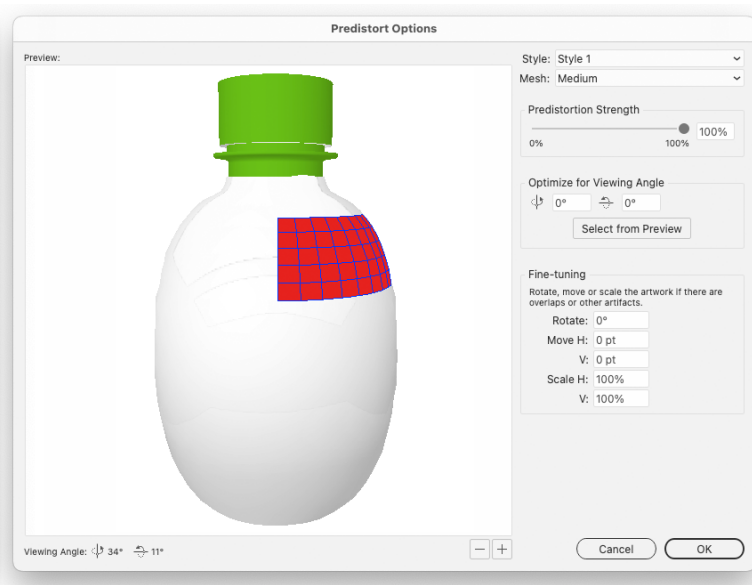 Predistort Options
Preview:
Style: Style 1
Mesh: Medium
Predistortion Strength
100%
0% 100%
Optimize for Viewing Angle
0° 0°
Select from Preview
Fine-tuning
Rotate, move or scale the artwork if there are
overlaps or other artifacts.
Rotate: 0°
Move H: 0 pt
V: 0 pt
Scale H: 100%
V: 100%
Viewing Angle: 34° 11°
Cancel OK